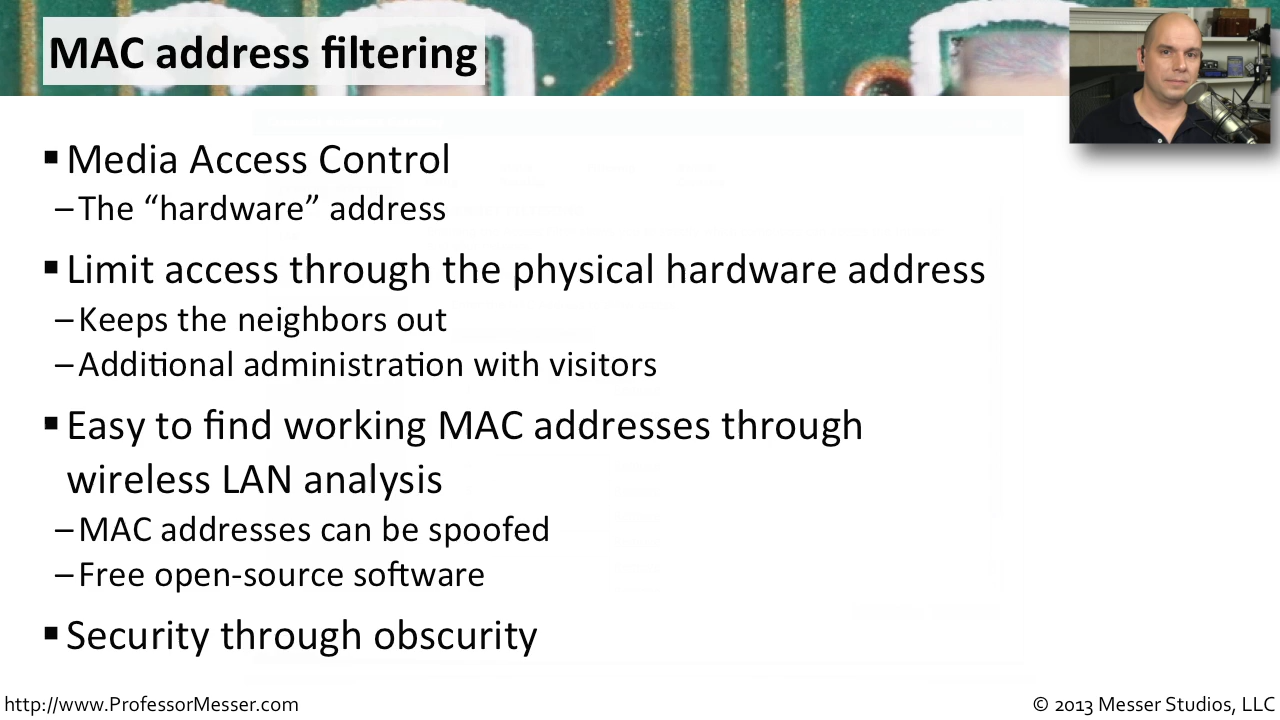 MAC address filtering
▪ Media Access Control
– The “hardware” address
▪ Limit access through the physical hardware address
– Keeps the neighbors out
– Additional administration with visitors
▪ Easy to find working MAC addresses through
wireless LAN analysis
– MAC addresses can be spoofed
– Free open-source software
▪ Security through obscurity
http://www.ProfessorMesser.com
© 2013 Messer Studios, LLC